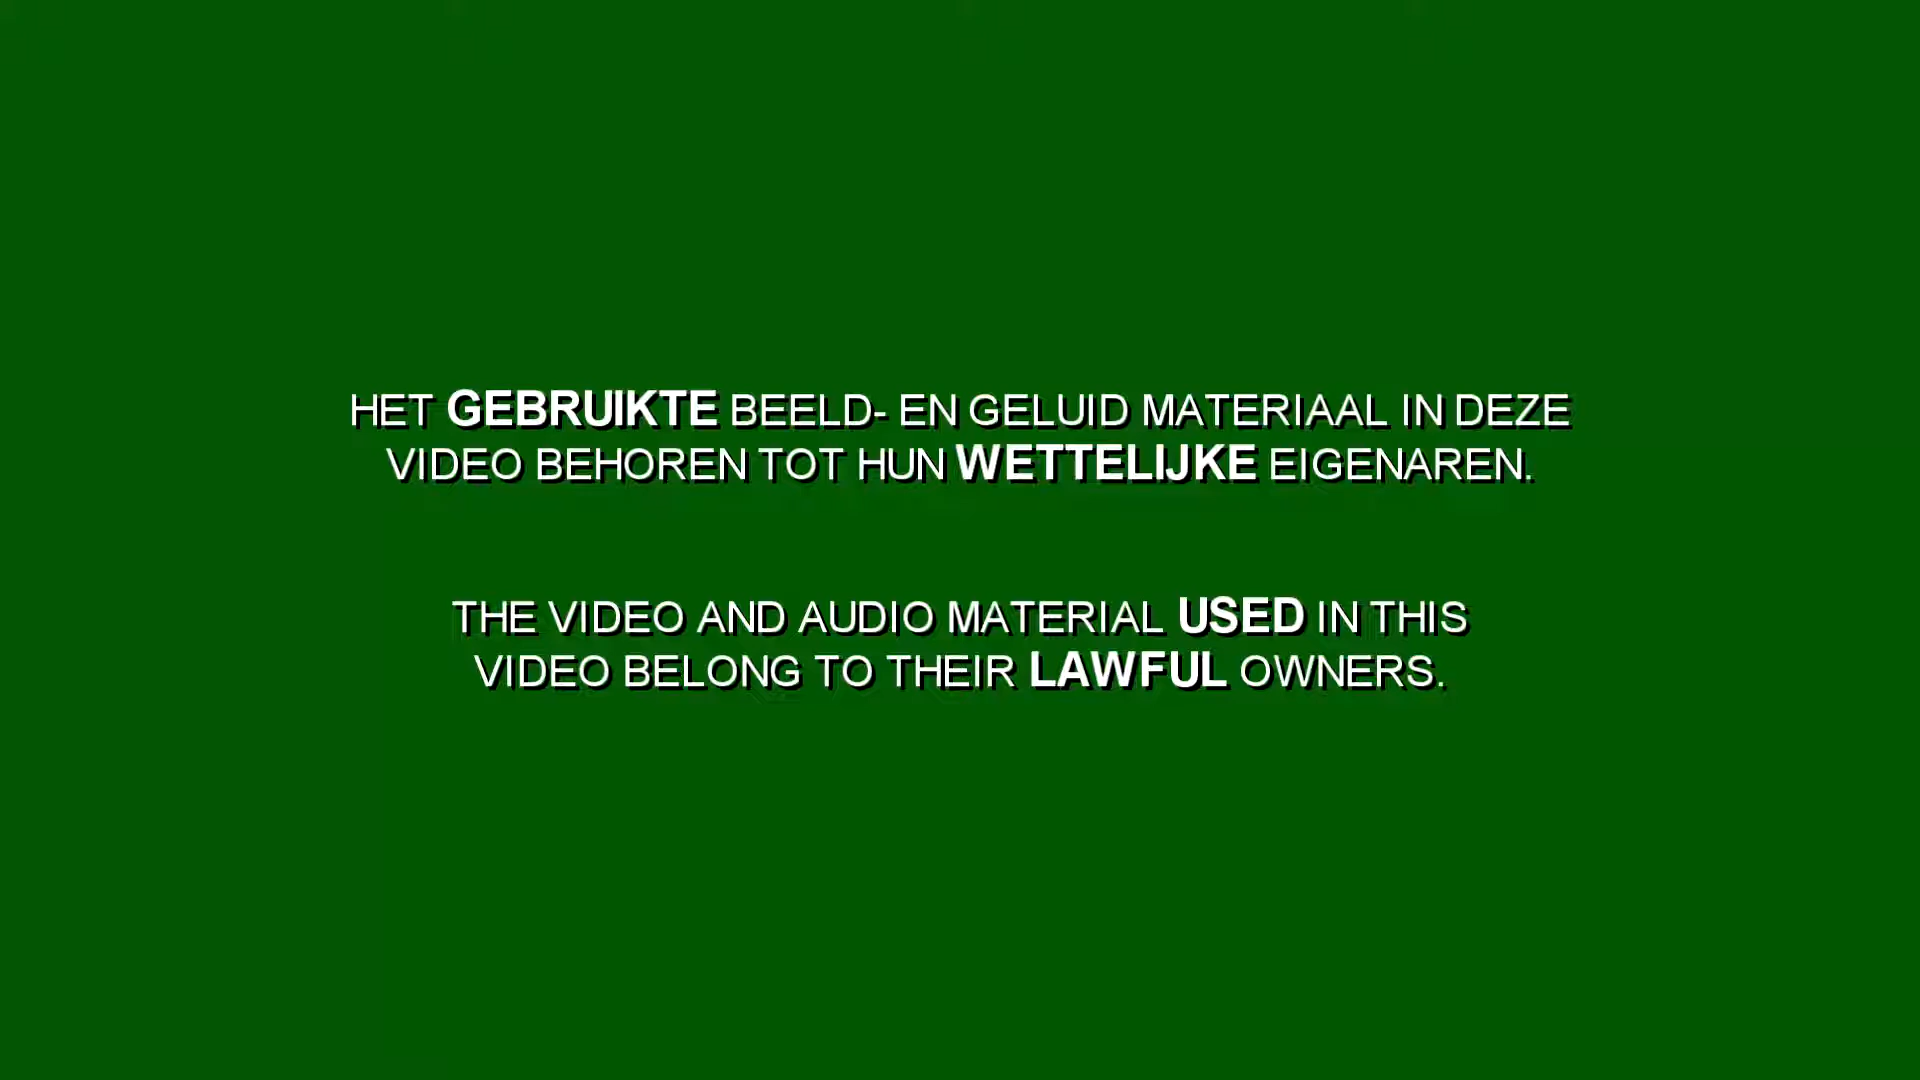 HET GEBRUIKTE BEELD- EN GELUID MATERIAAL IN DEZE
VIDEO BEHOREN TOT HUN WETTELIJKE EIGENAREN.
THE VIDEO AND AUDIO MATERIAL USED IN THIS
VIDEO BELONG TO THEIR LAWFUL OWNERS.